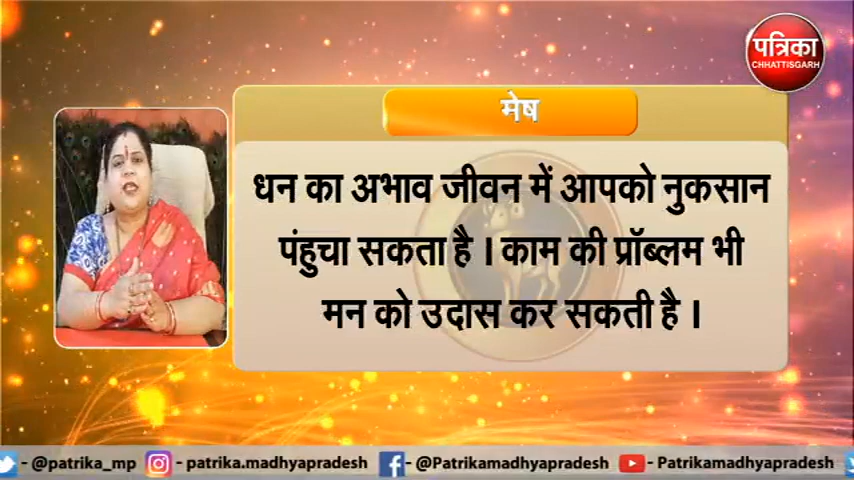 पत्रिका
CHHATTISGARH
मेष
धन का अभाव जीवन में आपको नुकसान
पंहुचा सकता है । काम की प्रॉब्लम भी
मन को उदास कर सकती है ।
- @patrika_mp - patrika.madhyapradesh - @Patrikamadhyapradesh - Patrikamadhyapradesh